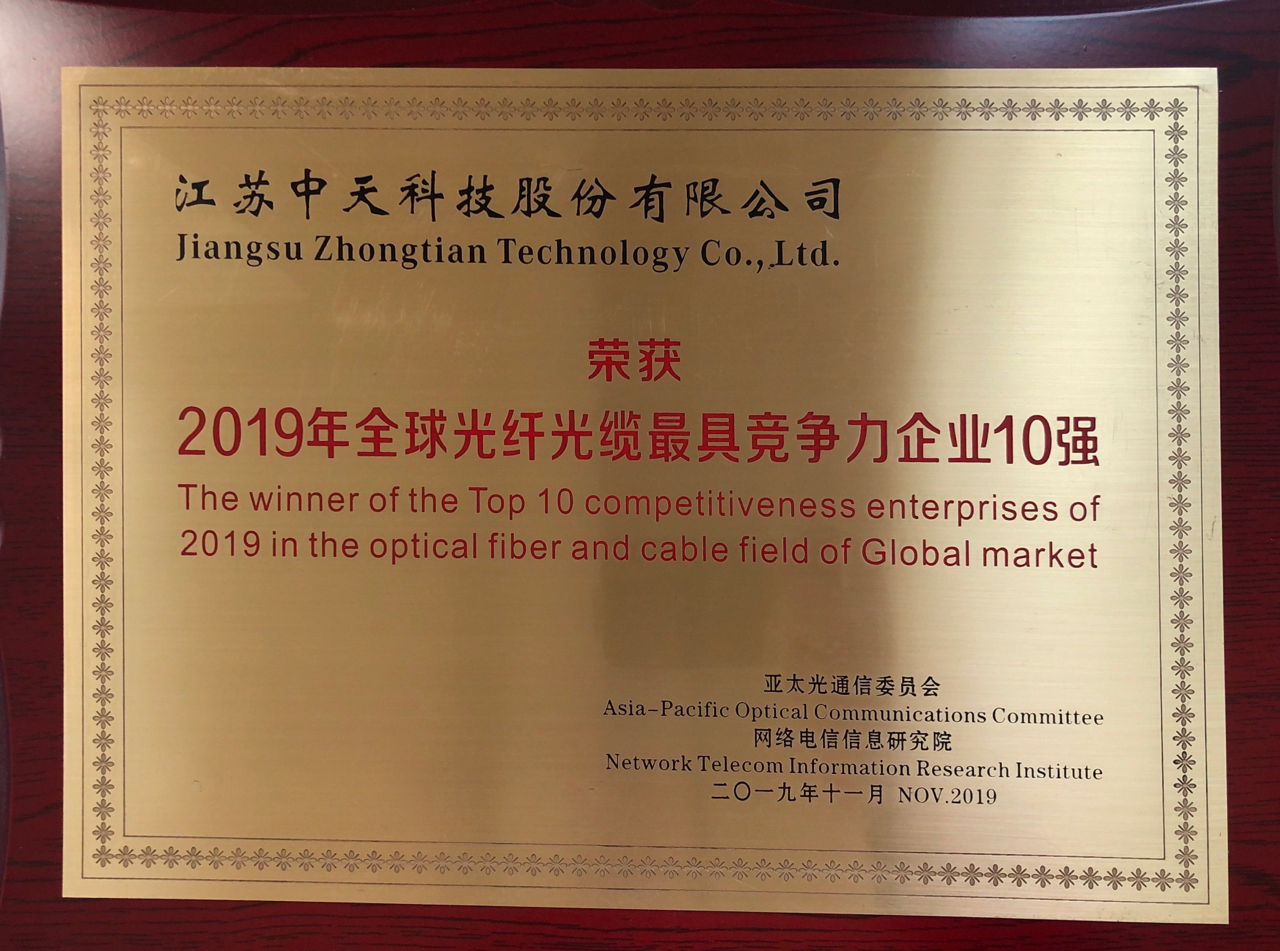 江苏中天科技股份有限公司
Jiangsu Zhongtian Technology Co.,Ltd.
荣获
2019年全球光纤光缆最具竞争力企业10强
The winner of the Top 10 competitiveness enterprises of
2019 in the optical fiber and cable field of Global market
亚太光通信委员会
Asia-Pacific Optical Communications Committee
网络电信信息研究院
Network Telecom Information Research Institute
二〇一九年十一月 NOV.2019